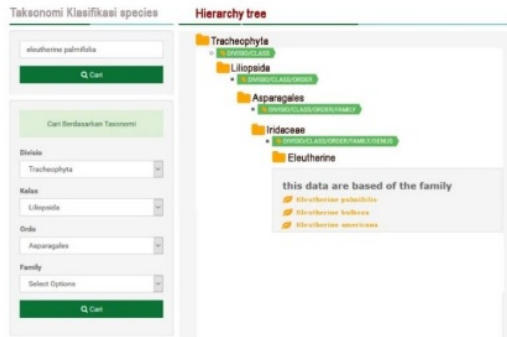 Taksonomi Klasifikasi species
eleutherine palmifolia
Cari
Cari Berdasarkan Taxonomi
Divisio
Tracheophyta
Kelas
Liliopsida
Ordo
Asparagales
Family
Select Options
Cari
Hierarchy tree
Tracheophyta
DIVISIO/CLASS
Liliopsida
DIVISIO/CLASS/ORDER
Asparagales
DIVISIO/CLASS/ORDER/FAMILY
Iridaceae
DIVISIO/CLASS/ORDER/FAMILY/GENUS
Eleutherine
this data are based of the family
Eleutherine
Eleutherine bulbosa
Eleutherine americana